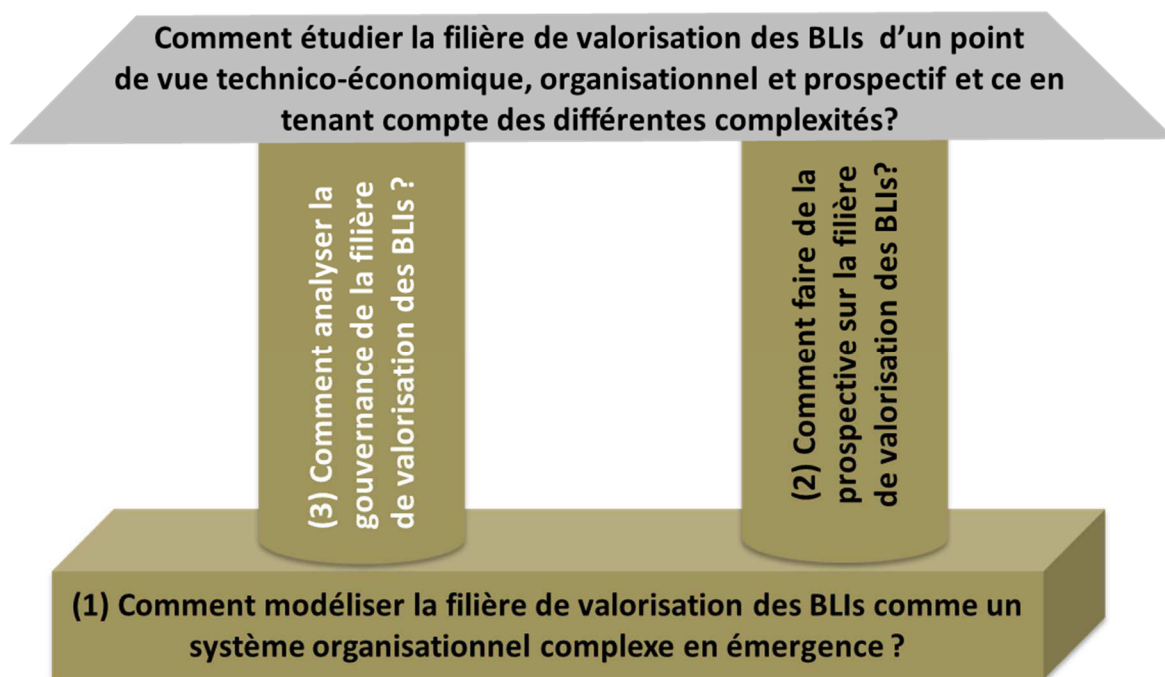 Comment étudier la filière de valorisation des BLIs d'un point
de vue technico-économique, organisationnel et prospectif et ce en
tenant compte des différentes complexités?
(3) Comment analyser la
gouvernance de la filière
de valorisation des BLIs ?
(2) Comment faire de la
prospective sur la filière
de valorisation des BLIs?
(1) Comment modéliser la filière de valorisation des BLIs comme un
système organisationnel complexe en émergence ?